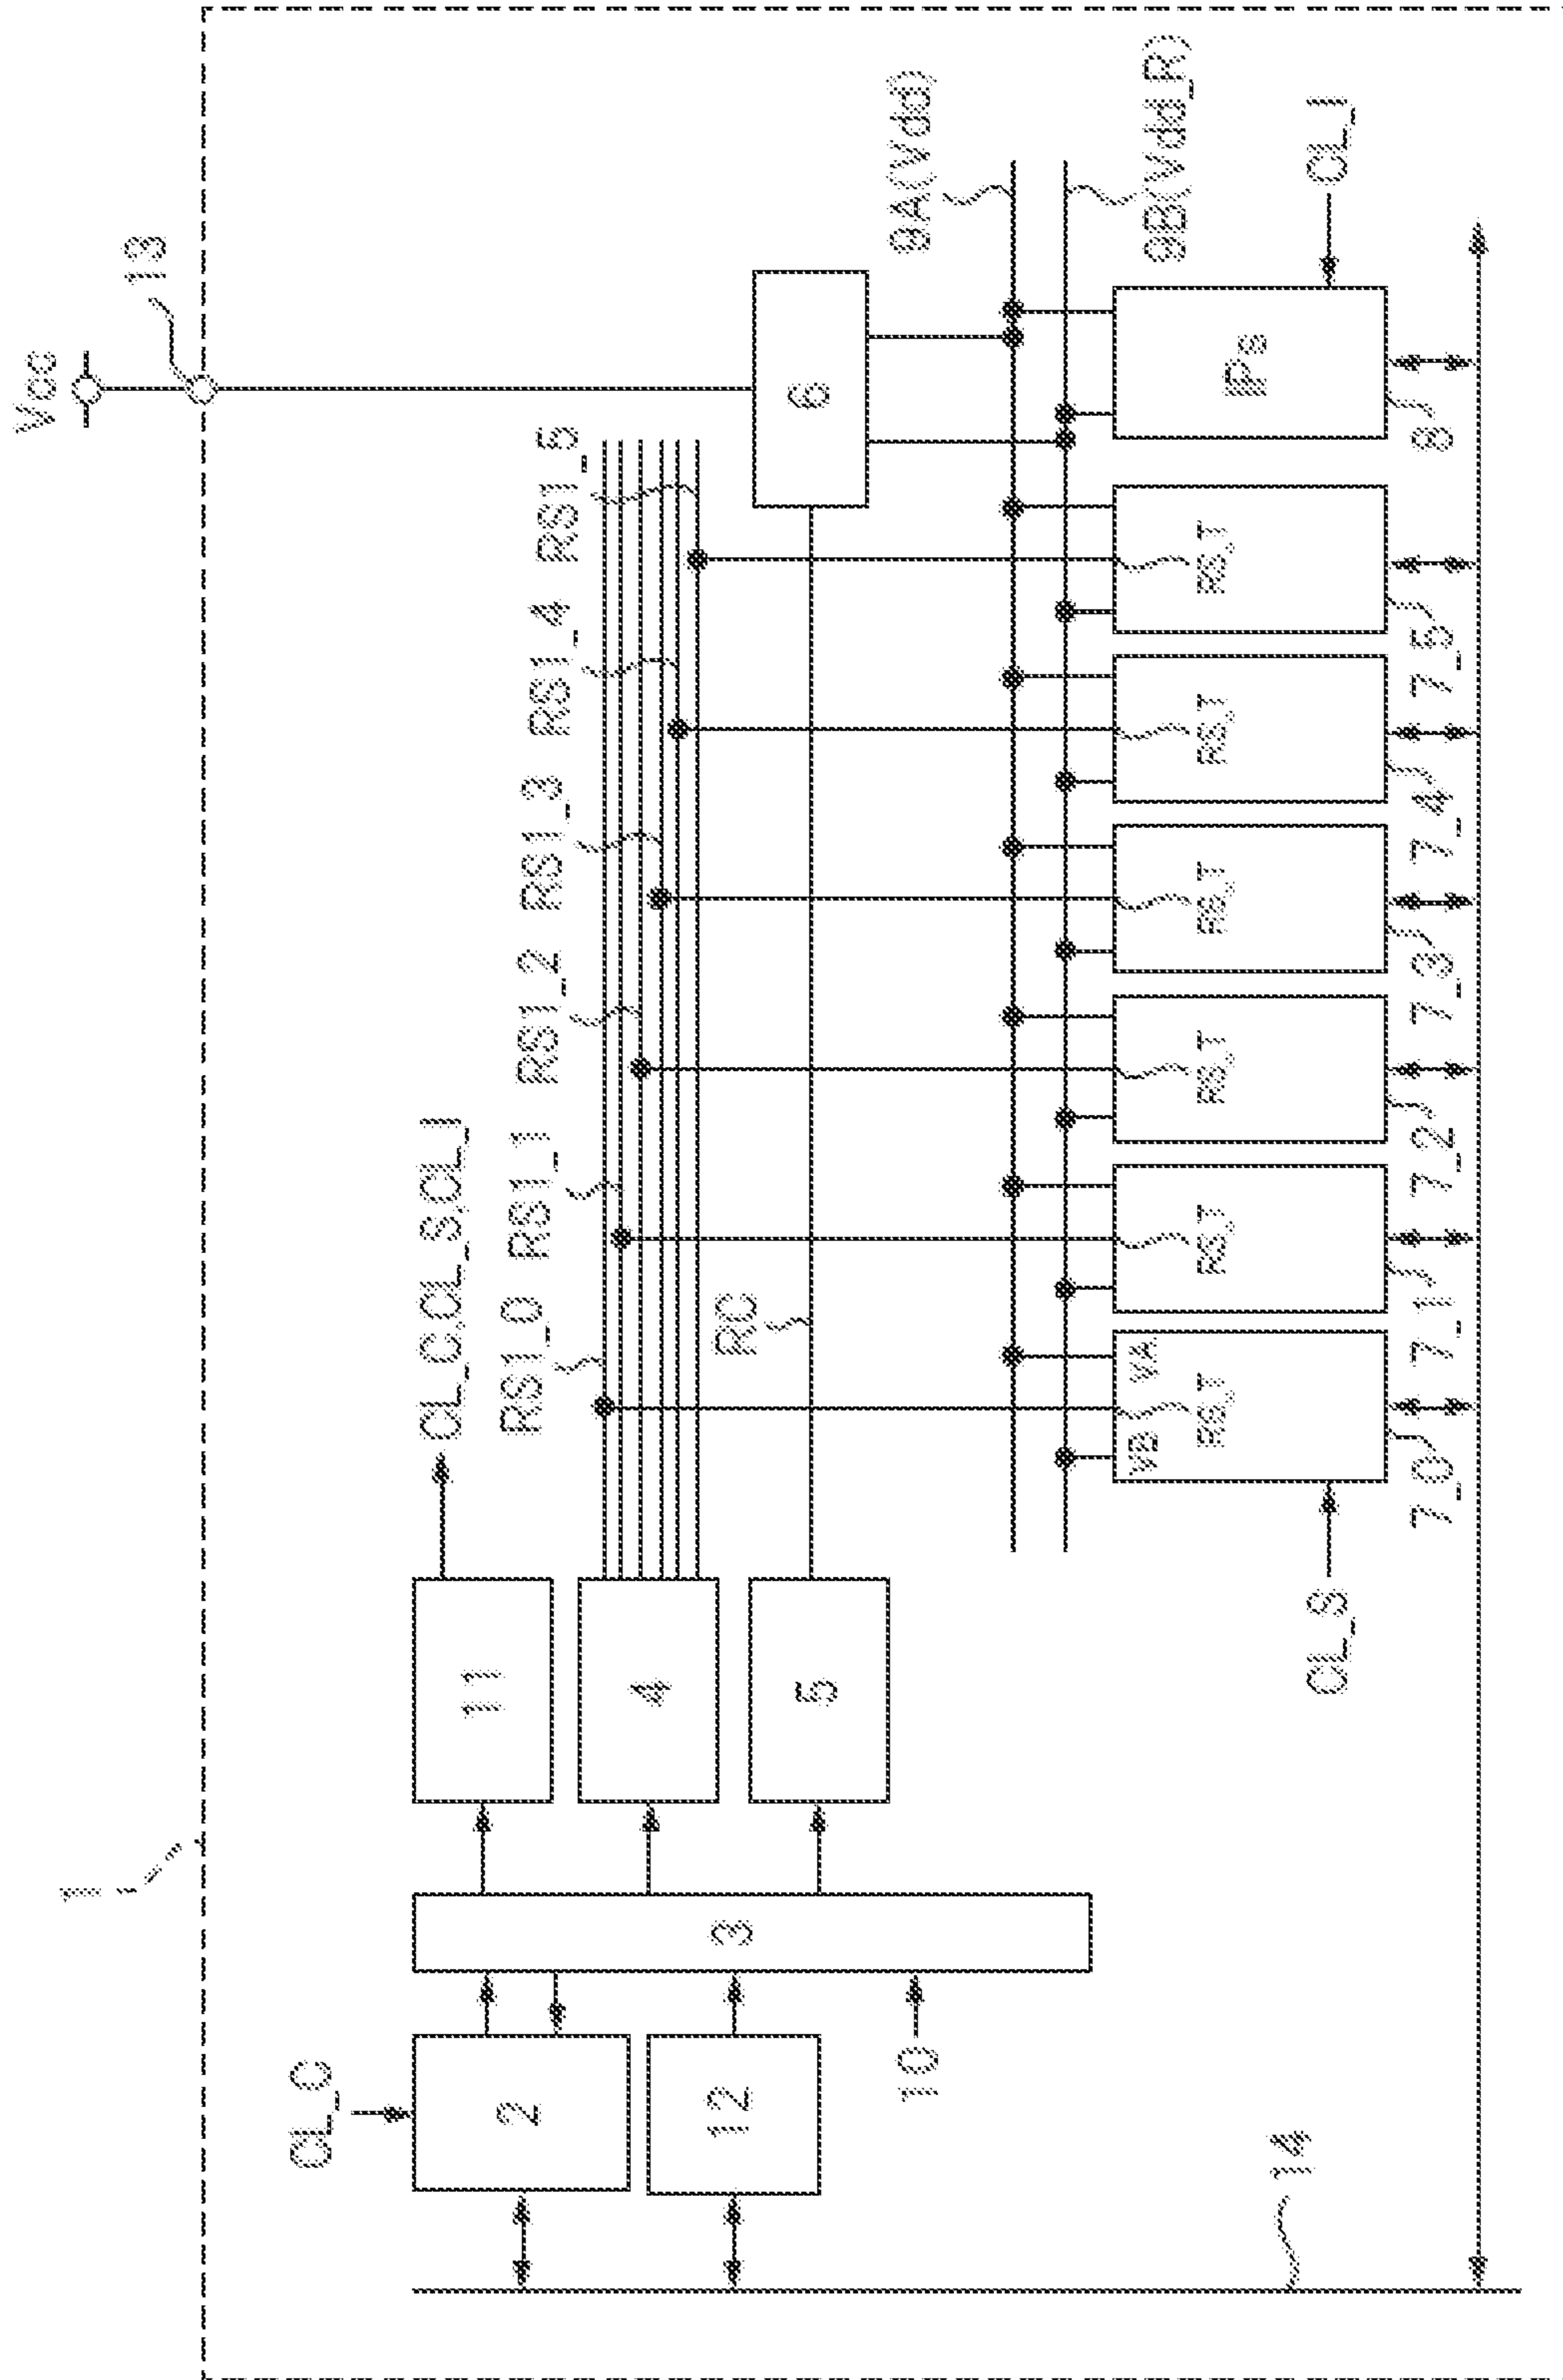 1
Vcc
13
CL_C
2
12
10
3
11
4
5
CL_C,CL_S,CL_I
RS1_0
RS1_1
RS1_2
RS1_3
RS1_4
RS1_5
RC
6
9A(Vdd)
9B(Vdd_R)
VB
VA
RS_T
RS_T
RS_T
RS_T
RS_T
RS_T
IPs
CL_S
CL_I
7_0
7_1
7_2
7_3
7_4
7_5
8
14